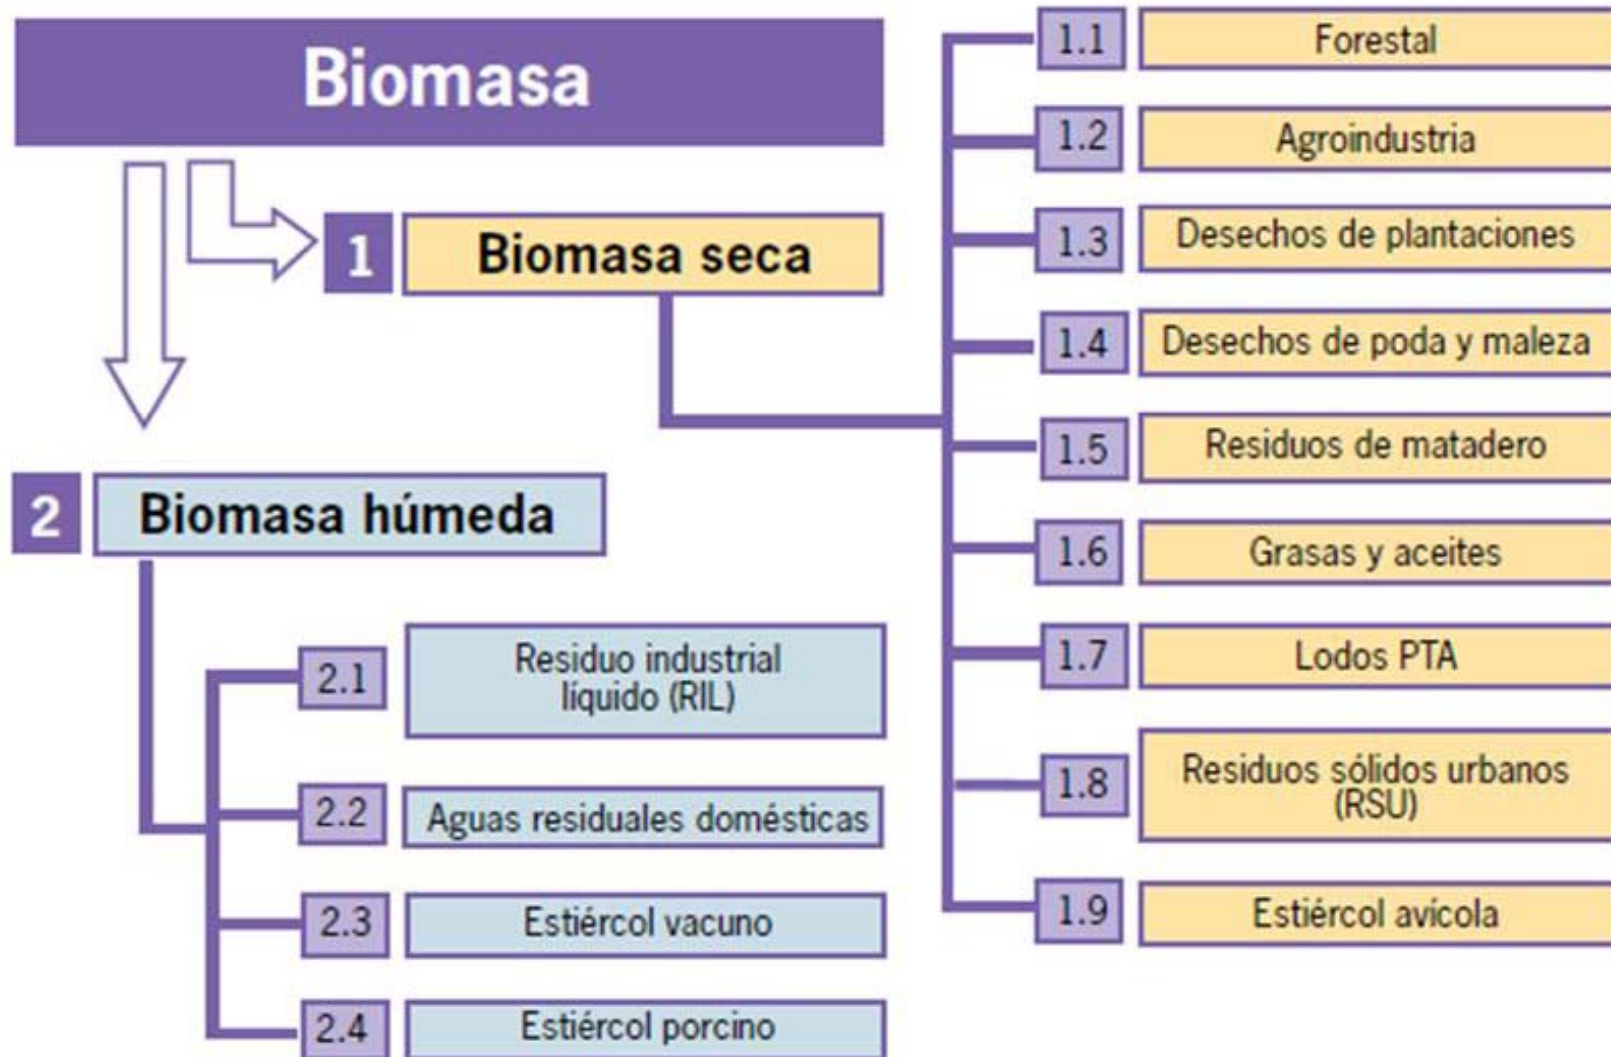 Biomasa
1 Biomasa seca
1.1 Forestal
1.2 Agroindustria
1.3 Desechos de plantaciones
1.4 Desechos de poda y maleza
1.5 Residuos de matadero
1.6 Grasas y aceites
1.7 Lodos PTA
1.8 Residuos sólidos urbanos
(RSU)
1.9 Estiércol avícola
2 Biomasa húmeda
2.1 Residuo industrial
líquido (RIL)
2.2 Aguas residuales domésticas
2.3 Estiércol vacuno
2.4 Estiércol porcino